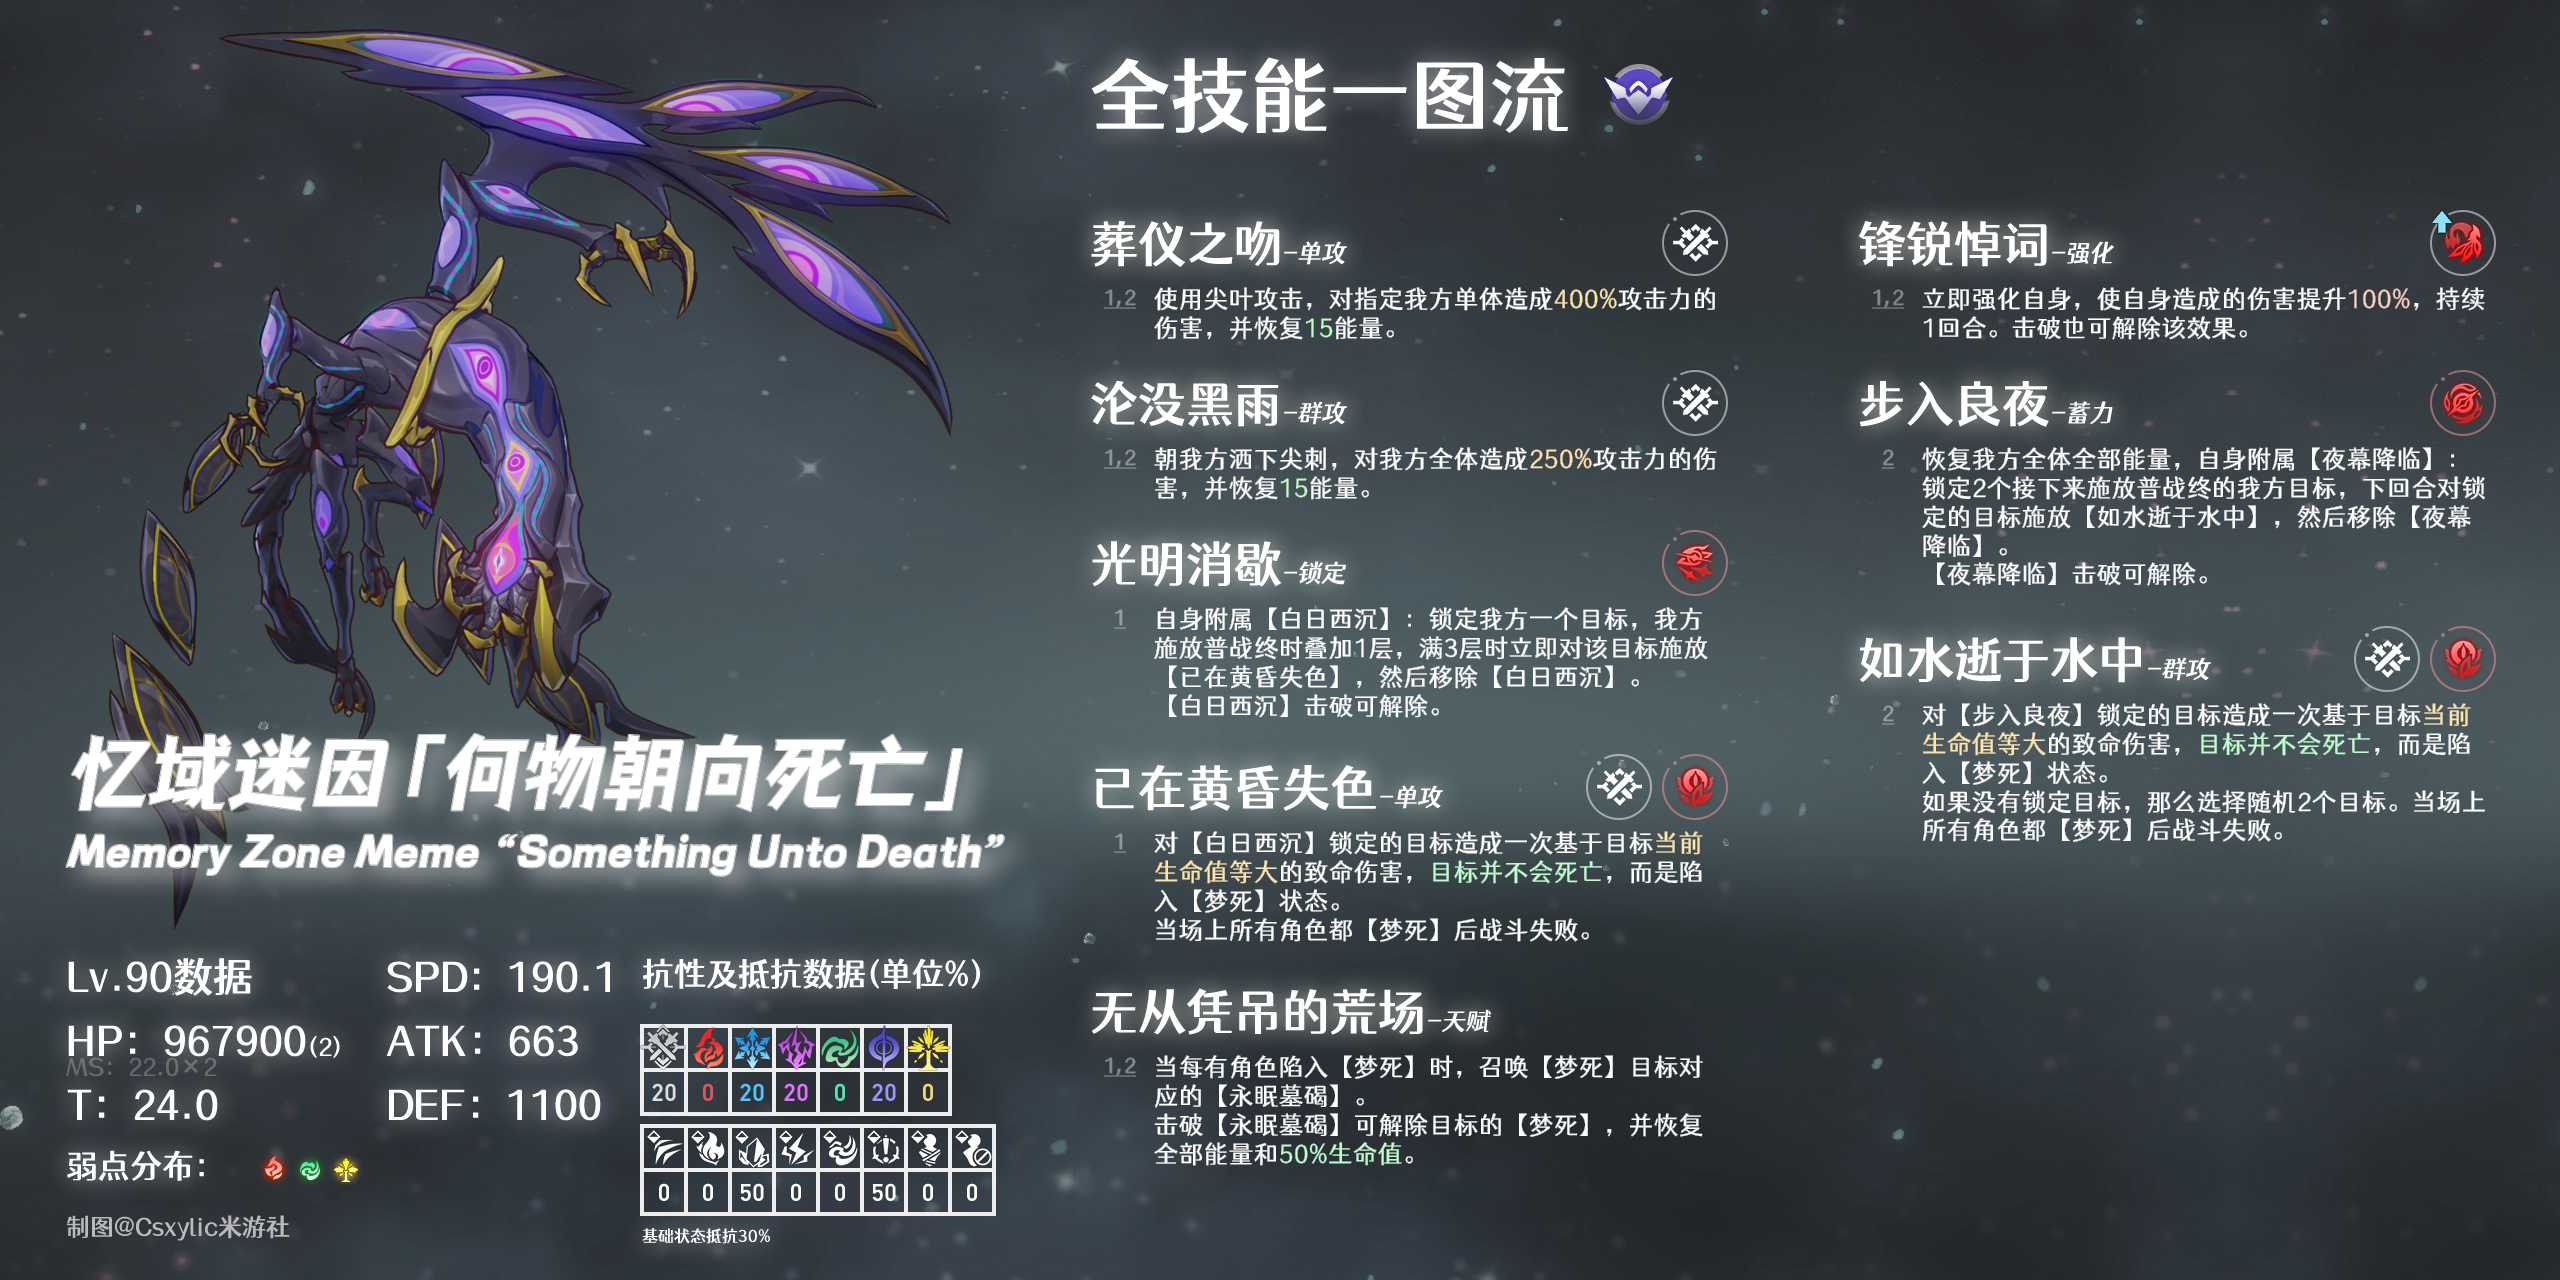 全技能一图流
葬仪之吻-单攻
1,2 使用尖叶攻击，对指定我方单体造成400%攻击力的
伤害，并恢复15能量。
沦没黑雨-群攻
1,2 朝我方洒下尖刺，对我方全体造成250%攻击力的伤
害，并恢复15能量。
光明消歇-锁定
1 自身附属【白日西沉】：锁定我方一个目标，我方
施放普战终时叠加1层，满3层时立即对该目标施放
【已在黄昏失色】，然后移除【白日西沉】。
【白日西沉】击破可解除。
已在黄昏失色-单攻
1 对【白日西沉】锁定的目标造成一次基于目标当前
生命值等大的致命伤害，目标并不会死亡，而是陷
入【梦死】状态。
当场上所有角色都【梦死】后战斗失败。
无从凭吊的荒场-天赋
1,2 当每有角色陷入【梦死】时，召唤【梦死】目标对
应的【永眠墓碣】。
击破【永眠墓碣】可解除目标的【梦死】，并恢复
全部能量和50%生命值。
锋锐悼词-强化
1,2 立即强化自身，使自身造成的伤害提升100%，持续
1回合。击破也可解除该效果。
步入良夜-蓄力
2 恢复我方全体全部能量，自身附属【夜幕降临】：
锁定2个接下来施放普战终的我方目标，下回合对锁
定的目标施放【如水逝于水中】，然后移除【夜幕
降临】。
【夜幕降临】击破可解除。
如水逝于水中-群攻
2 对【步入良夜】锁定的目标造成一次基于目标当前
生命值等大的致命伤害，目标并不会死亡，而是陷
入【梦死】状态。
如果没有锁定目标，那么选择随机2个目标。当场上
所有角色都【梦死】后战斗失败。
忆域迷因「何物朝向死亡」
Memory Zone Meme “Something Unto Death”
Lv.90数据 SPD：190.1
HP：967900(2) ATK：663
MS：22.0×2
T：24.0 DEF：1100
弱点分布：
制图@Csxylic米游社
抗性及抵抗数据(单位%)
20 0 20 20 0 20 0
0 0 50 0 0 50 0 0
基础状态抵抗30%